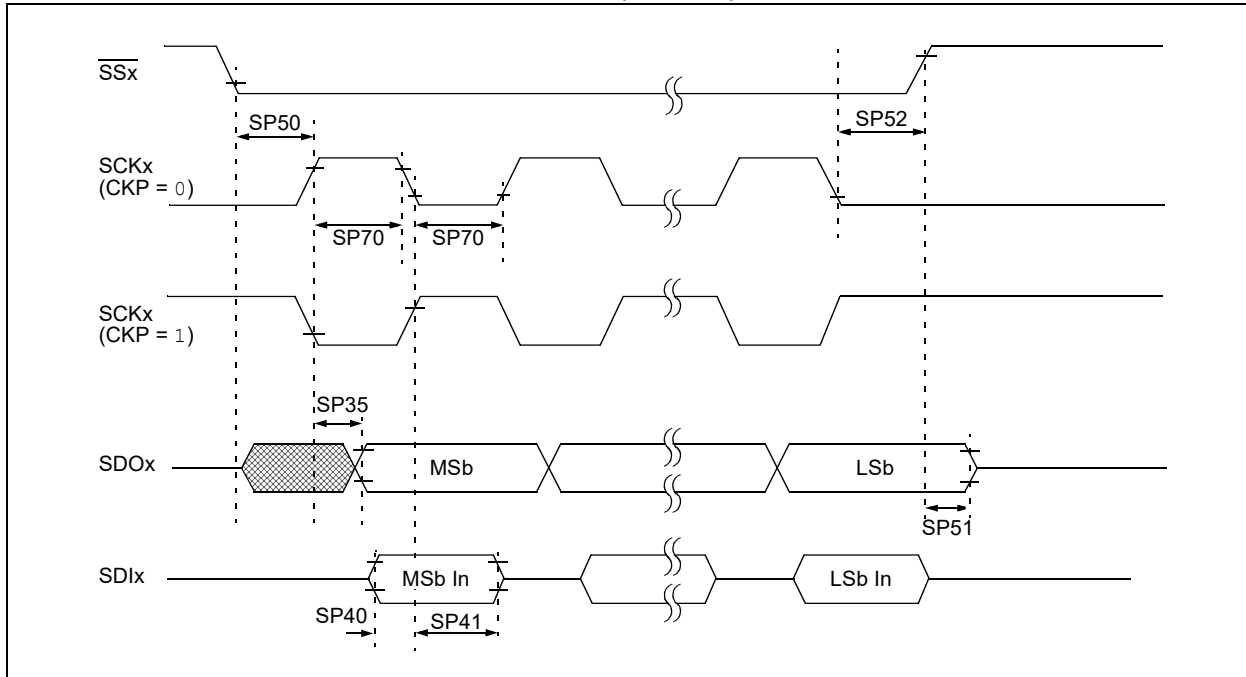 SSx
SP50
SP52
SCKx
(CKP = 0)
SP70
SP70
SCKx
(CKP = 1)
SP35
SDOx
MSb
LSb
SP51
SDIx
MSb In
LSb In
SP40
SP41